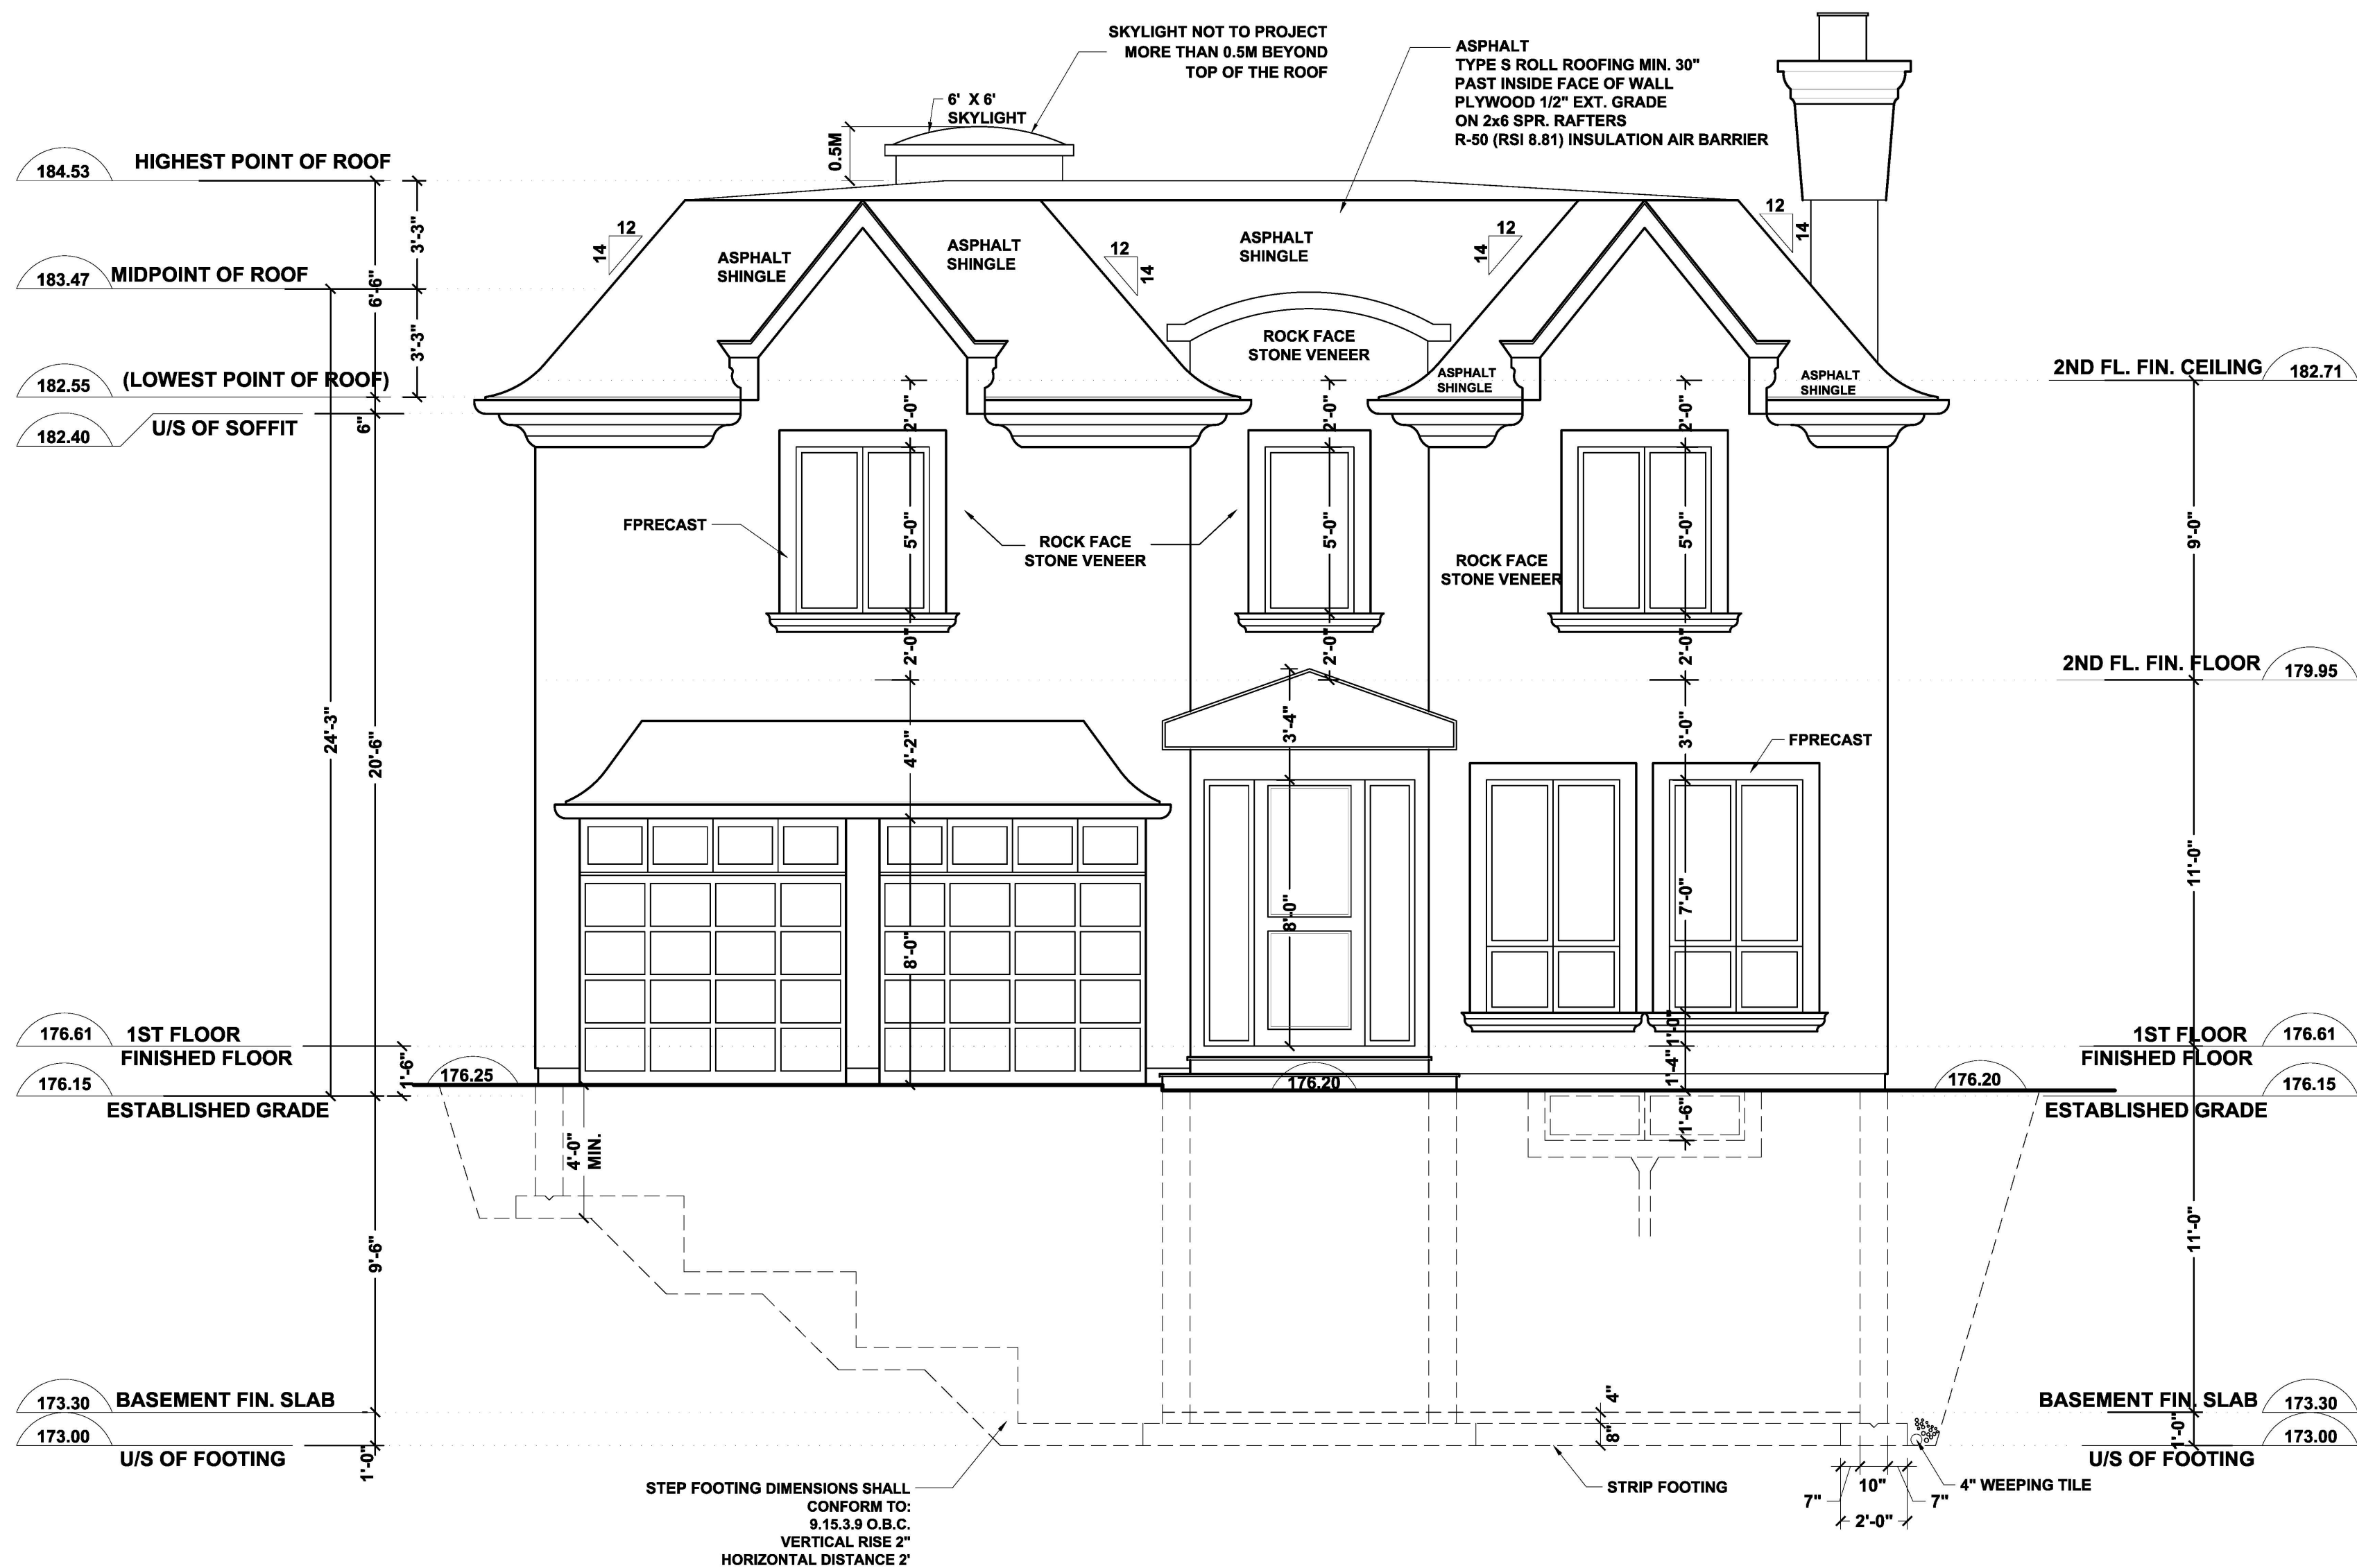 SKYLIGHT NOT TO PROJECT
MORE THAN 0.5M BEYOND
TOP OF THE ROOF
ASPHALT
TYPE S ROLL ROOFING MIN. 30"
PAST INSIDE FACE OF WALL
PLYWOOD 1/2" EXT. GRADE
ON 2x6 SPR. RAFTERS
R-50 (RSI 8.81) INSULATION AIR BARRIER
6' X 6'
SKYLIGHT
0.5M
184.53
HIGHEST POINT OF ROOF
3'-3"
183.47
MIDPOINT OF ROOF
6'-6"
3'-3"
182.55
(LOWEST POINT OF ROOF)
182.40
U/S OF SOFFIT
6"
12
14
ASPHALT
SHINGLE
ASPHALT
SHINGLE
12
14
ASPHALT
SHINGLE
12
14
12
14
ROCK FACE
STONE VENEER
ASPHALT
SHINGLE
ASPHALT
SHINGLE
2ND FL. FIN. CEILING
182.71
2'-0"
2'-0"
2'-0"
FPRECAST
5'-0"
ROCK FACE
STONE VENEER
5'-0"
ROCK FACE
STONE VENEER
5'-0"
9'-0"
2'-0"
2'-0"
2'-0"
2ND FL. FIN. FLOOR
179.95
24'-3"
20'-6"
4'-2"
3'-4"
3'-0"
FPRECAST
11'-0"
8'-0"
8'-0"
7'-0"
176.61
1ST FLOOR
FINISHED FLOOR
1'-6"
176.15
ESTABLISHED GRADE
176.25
176.20
1'-0"
1'-4"
176.20
1ST FLOOR
FINISHED FLOOR
176.61
176.15
ESTABLISHED GRADE
4'-0"
MIN.
1'-6"
9'-6"
11'-0"
173.30
BASEMENT FIN. SLAB
173.00
U/S OF FOOTING
1'-0"
4"
8"
BASEMENT FIN. SLAB
173.30
1'-0"
173.00
U/S OF FOOTING
STEP FOOTING DIMENSIONS SHALL
CONFORM TO:
9.15.3.9 O.B.C.
VERTICAL RISE 2"
HORIZONTAL DISTANCE 2'
STRIP FOOTING
7"
10"
7"
2'-0"
4" WEEPING TILE